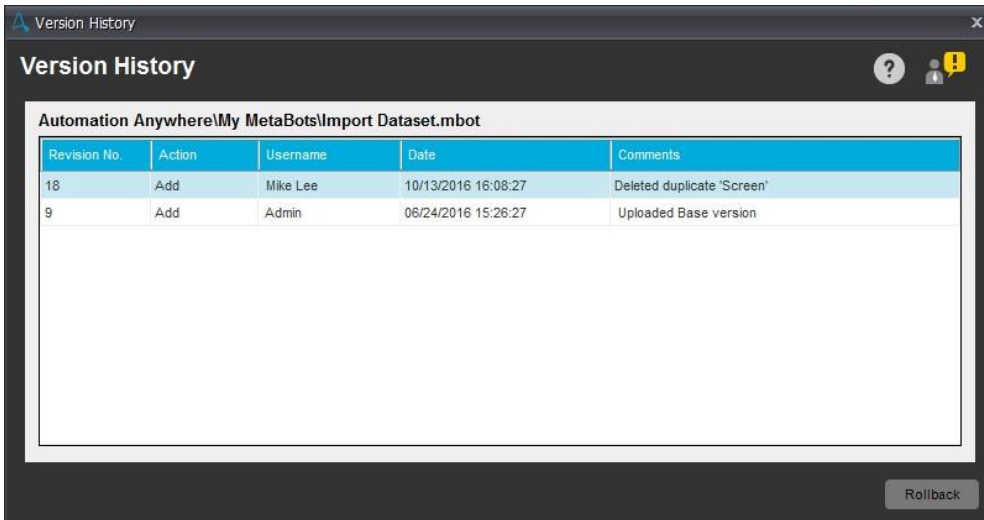 Version History
x
Version History
?
!
Automation Anywhere\My MetaBots\Import Dataset.mbot
Revision No. Action Username Date Comments
18 Add Mike Lee 10/13/2016 16:08:27 Deleted duplicate 'Screen'
9 Add Admin 06/24/2016 15:26:27 Uploaded Base version
Rollback